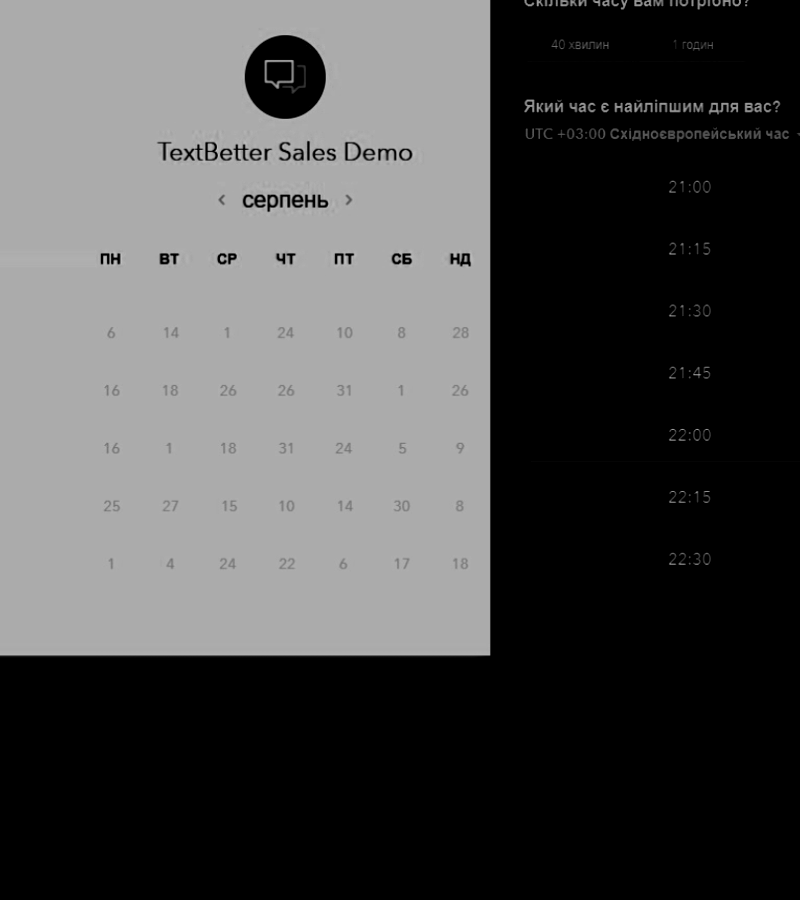 TextBetter Sales Demo
‹ серпень ›
ПН ВТ СР ЧТ ПТ СБ НД
6 14 1 24 10 8 28
16 18 26 26 31 1 26
16 1 18 31 24 5 9
25 27 15 10 14 30 8
1 4 24 22 6 17 18
Скільки часу вам потрібно?
40 хвилин 1 годин
Який час є найліпшим для вас?
UTC +03:00 Східноєвропейський час
21:00
21:15
21:30
21:45
22:00
22:15
22:30